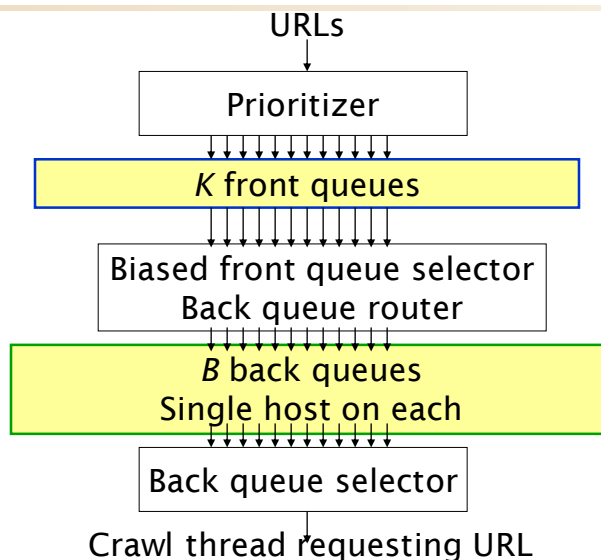 URLs
Prioritizer
K front queues
Biased front queue selector
Back queue router
B back queues
Single host on each
Back queue selector
Crawl thread requesting URL